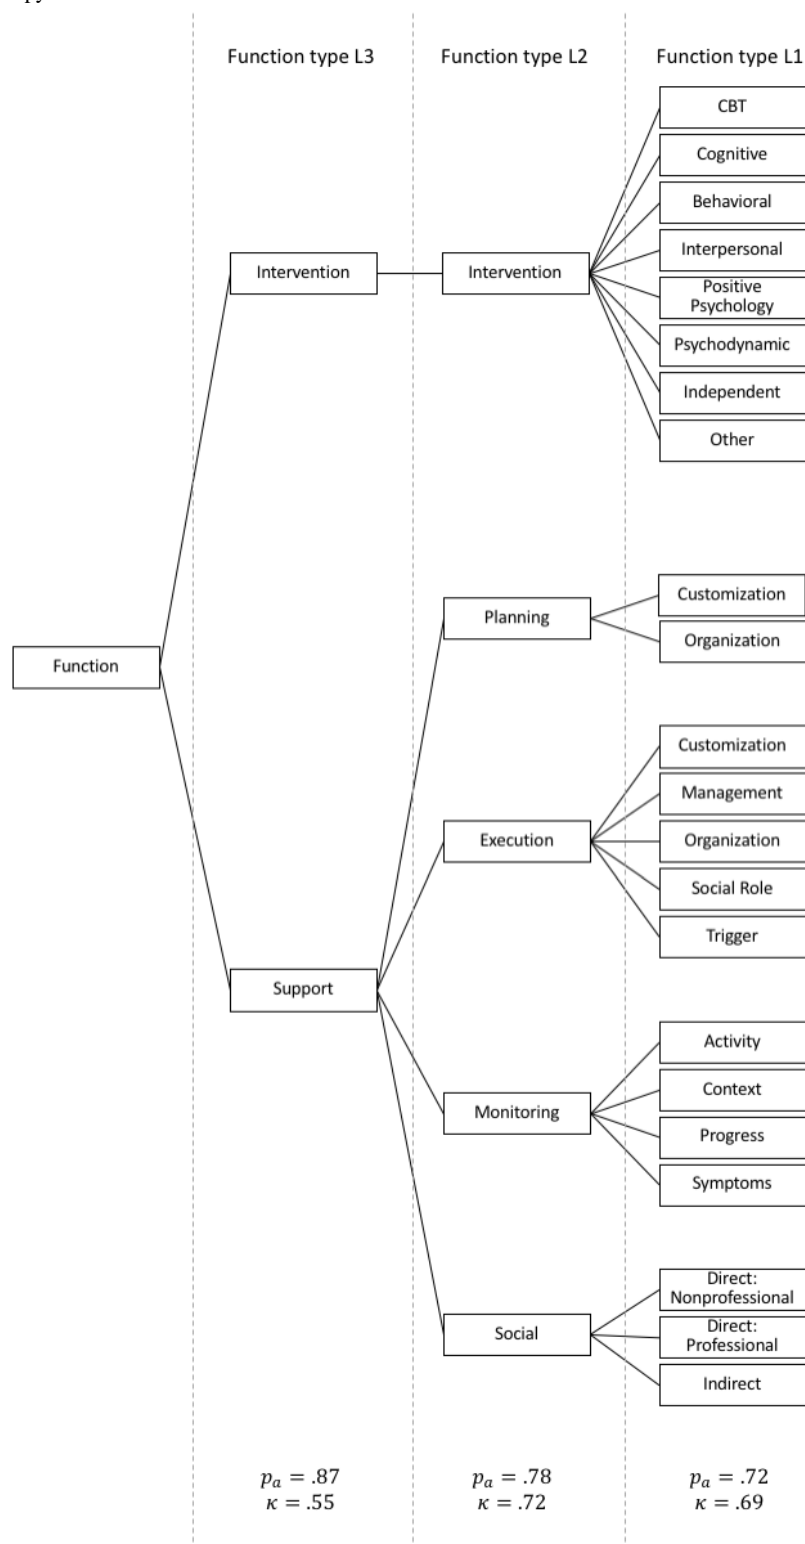 Function type L3
Function type L2
Function type L1
CBT
Cognitive
Behavioral
Interpersonal
Positive
Psychology
Psychodynamic
Independent
Other
Intervention
Intervention
Customization
Organization
Planning
Function
Customization
Management
Organization
Social Role
Trigger
Execution
Support
Activity
Context
Progress
Symptoms
Monitoring
Direct:
Nonprofessional
Direct:
Professional
Indirect
Social
p_a = .87
κ = .55
p_a = .78
κ = .72
p_a = .72
κ = .69